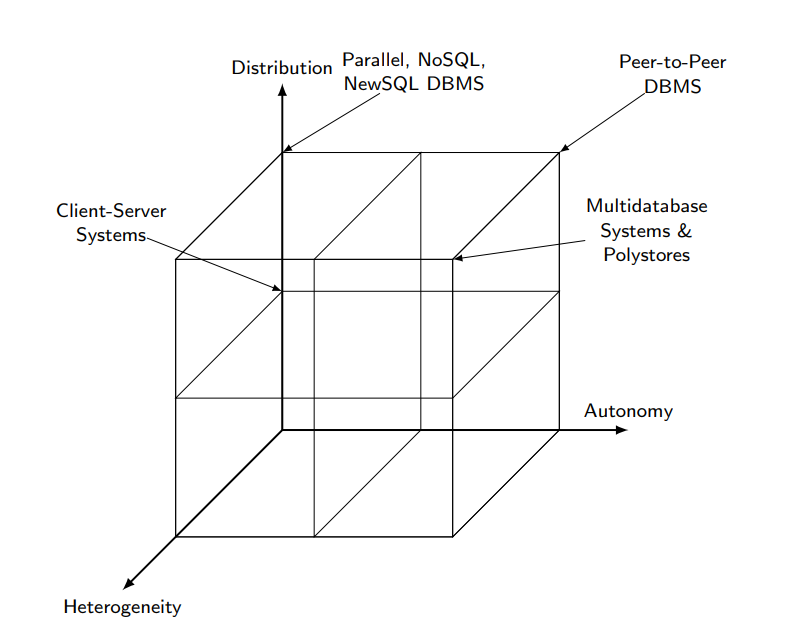 Distribution
Parallel, NoSQL,
NewSQL DBMS
Peer-to-Peer
DBMS
Client-Server
Systems
Multidatabase
Systems &
Polystores
Autonomy
Heterogeneity